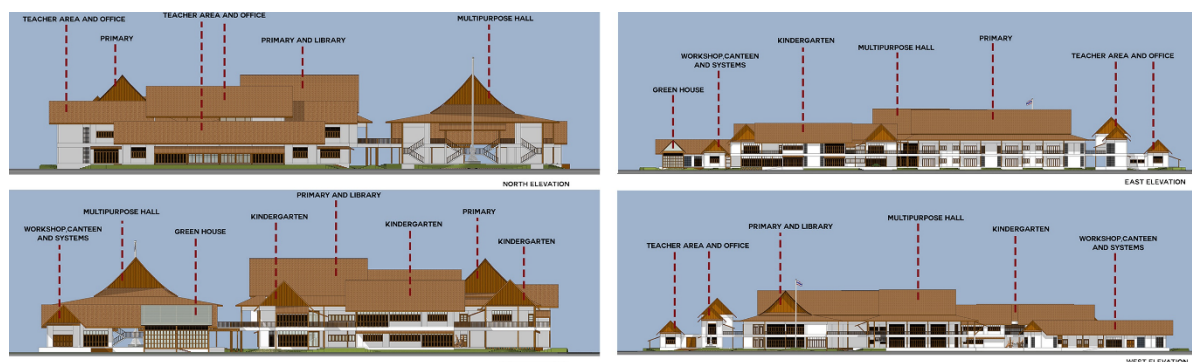 TEACHER AREA AND OFFICE
PRIMARY
TEACHER AREA AND OFFICE
PRIMARY AND LIBRARY
MULTIPURPOSE HALL
NORTH ELEVATION
GREEN HOUSE
WORKSHOP,CANTEEN
AND SYSTEMS
KINDERGARTEN
MULTIPURPOSE HALL
PRIMARY
TEACHER AREA AND OFFICE
EAST ELEVATION
WORKSHOP,CANTEEN
AND SYSTEMS
MULTIPURPOSE HALL
GREEN HOUSE
KINDERGARTEN
PRIMARY AND LIBRARY
KINDERGARTEN
PRIMARY
KINDERGARTEN
TEACHER AREA AND OFFICE
PRIMARY AND LIBRARY
MULTIPURPOSE HALL
KINDERGARTEN
WORKSHOP,CANTEEN
AND SYSTEMS
WEST ELEVATION